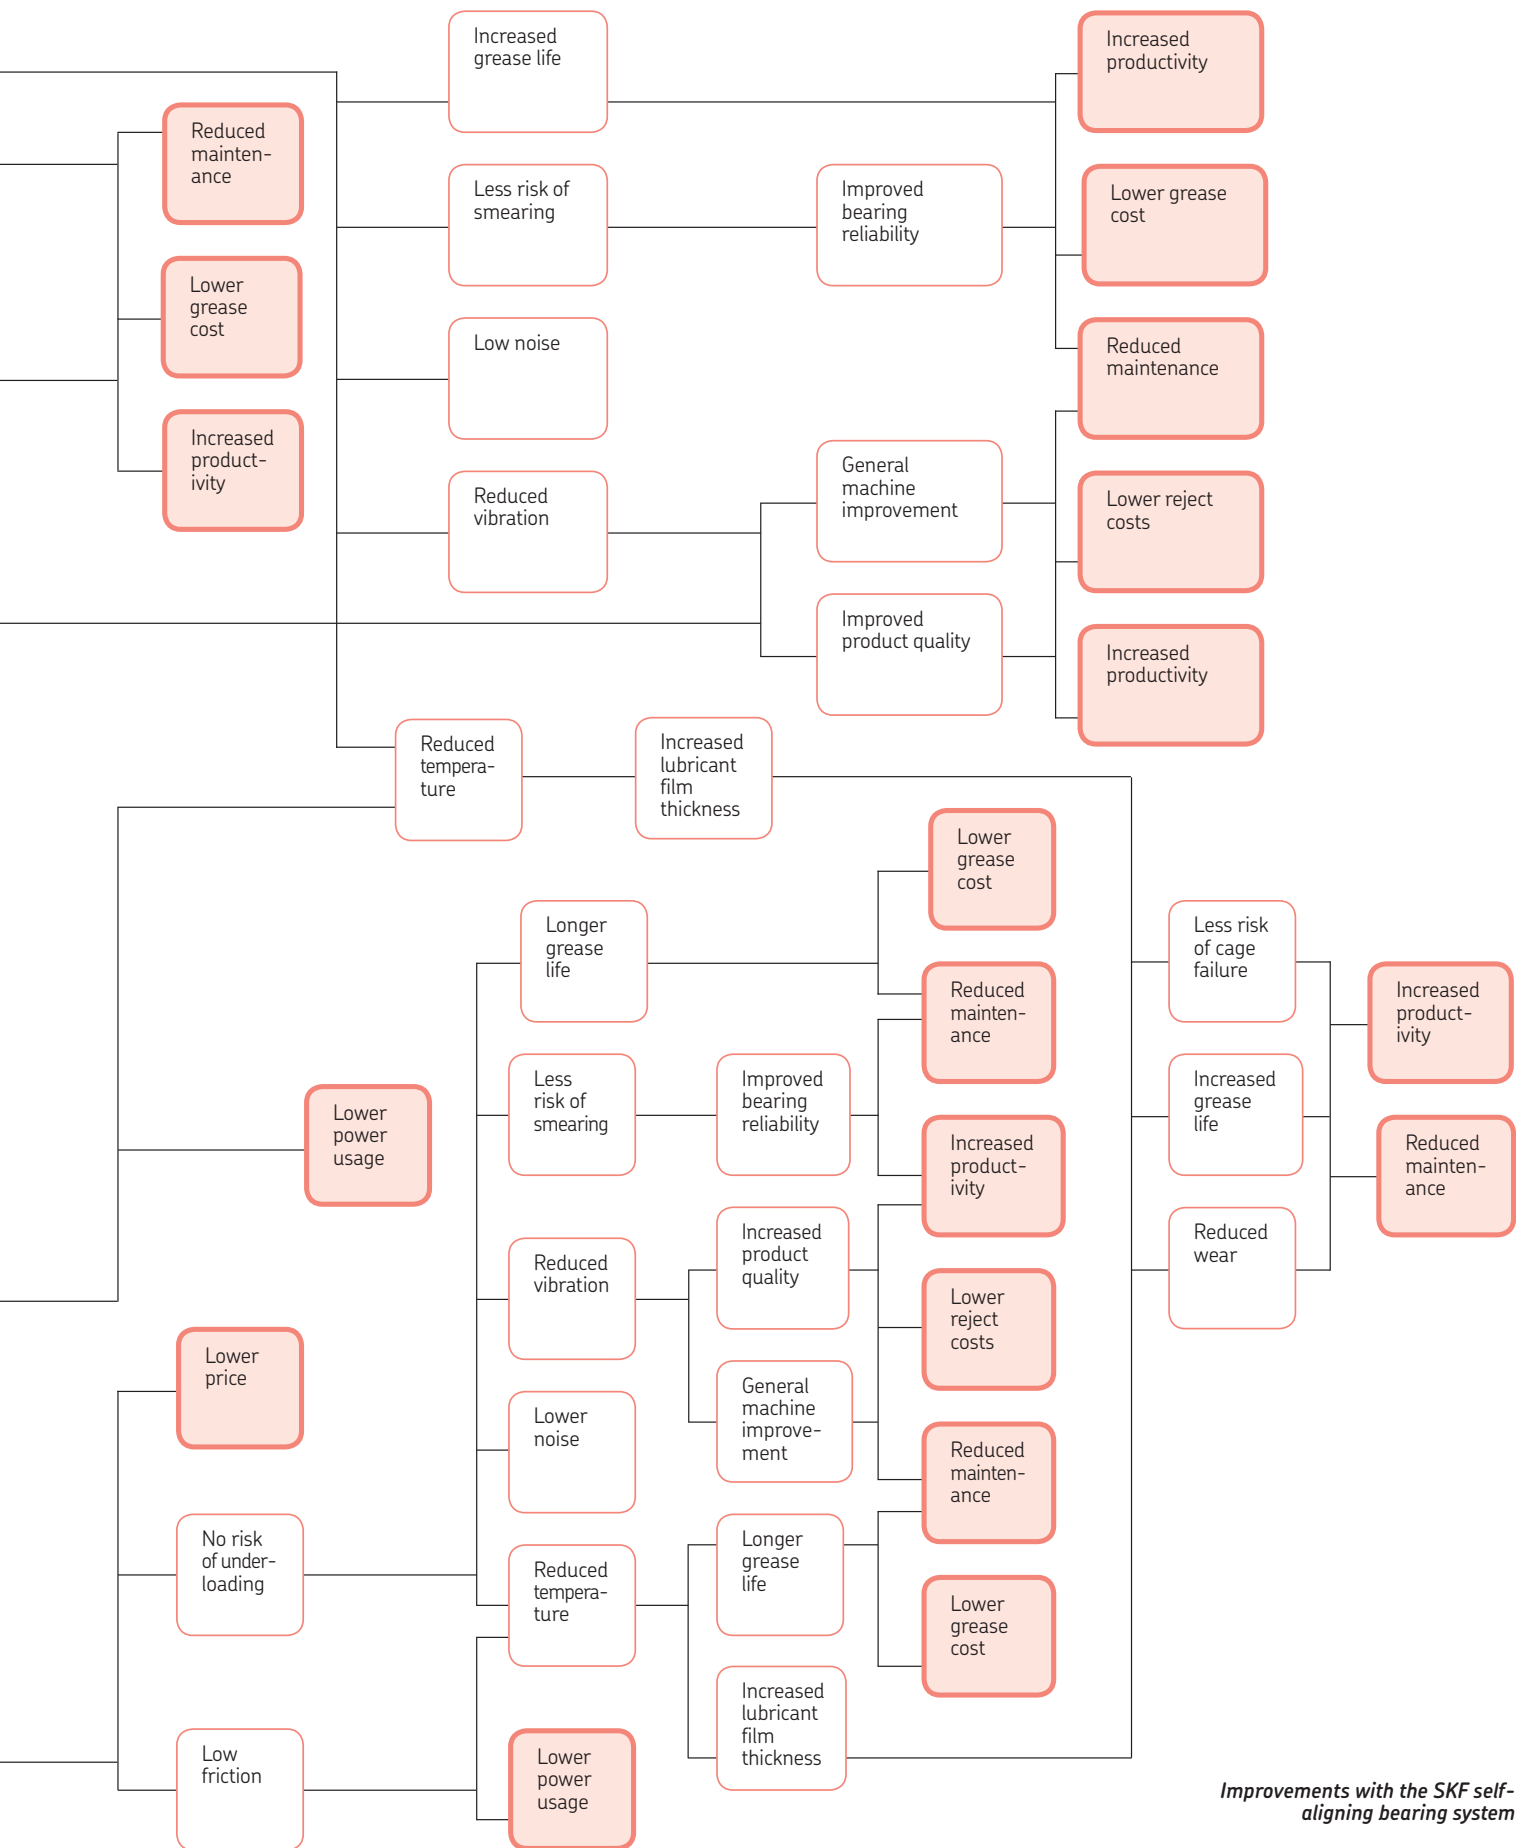 Increased
grease life
Increased
productivity
Reduced
mainten-
ance
Less risk of
smearing
Improved
bearing
reliability
Lower grease
cost
Lower
grease
cost
Low noise
Reduced
maintenance
Increased
product-
ivity
Reduced
vibration
General
machine
improvement
Lower reject
costs
Improved
product quality
Increased
productivity
Reduced
tempera-
ture
Increased
lubricant
film
thickness
Lower
grease
cost
Longer
grease
life
Less risk
of cage
failure
Reduced
mainten-
ance
Increased
product-
ivity
Lower
power
usage
Less
risk of
smearing
Improved
bearing
reliability
Increased
product-
ivity
Increased
grease
life
Reduced
mainten-
ance
Reduced
vibration
Increased
product
quality
Lower
reject
costs
Reduced
wear
Lower
price
Lower
noise
General
machine
improve-
ment
Reduced
mainten-
ance
No risk
of under-
loading
Reduced
tempera-
ture
Longer
grease
life
Lower
grease
cost
Increased
lubricant
film
thickness
Low
friction
Lower
power
usage
Improvements with the SKF self-
aligning bearing system